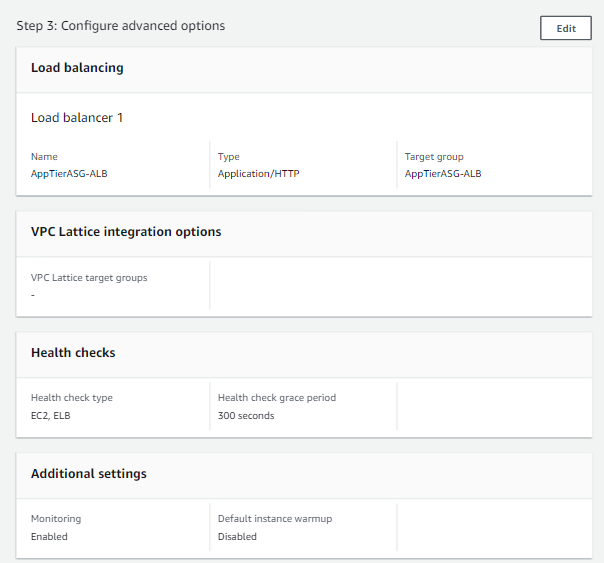 Step 3: Configure advanced options
Edit
Load balancing
Load balancer 1
Name
Type
Target group
AppTierASG-ALB
Application/HTTP
AppTierASG-ALB
VPC Lattice integration options
VPC Lattice target groups
-
Health checks
Health check type
Health check grace period
EC2, ELB
300 seconds
Additional settings
Monitoring
Default instance warmup
Enabled
Disabled